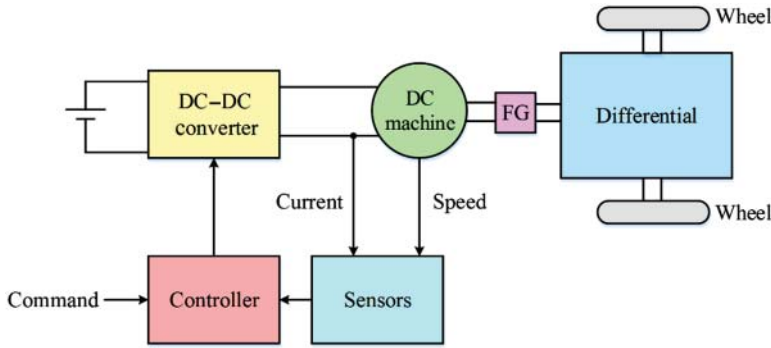 Wheel
DC–DC
converter
DC
machine
FG
Differential
Current
Speed
Wheel
Command
Controller
Sensors